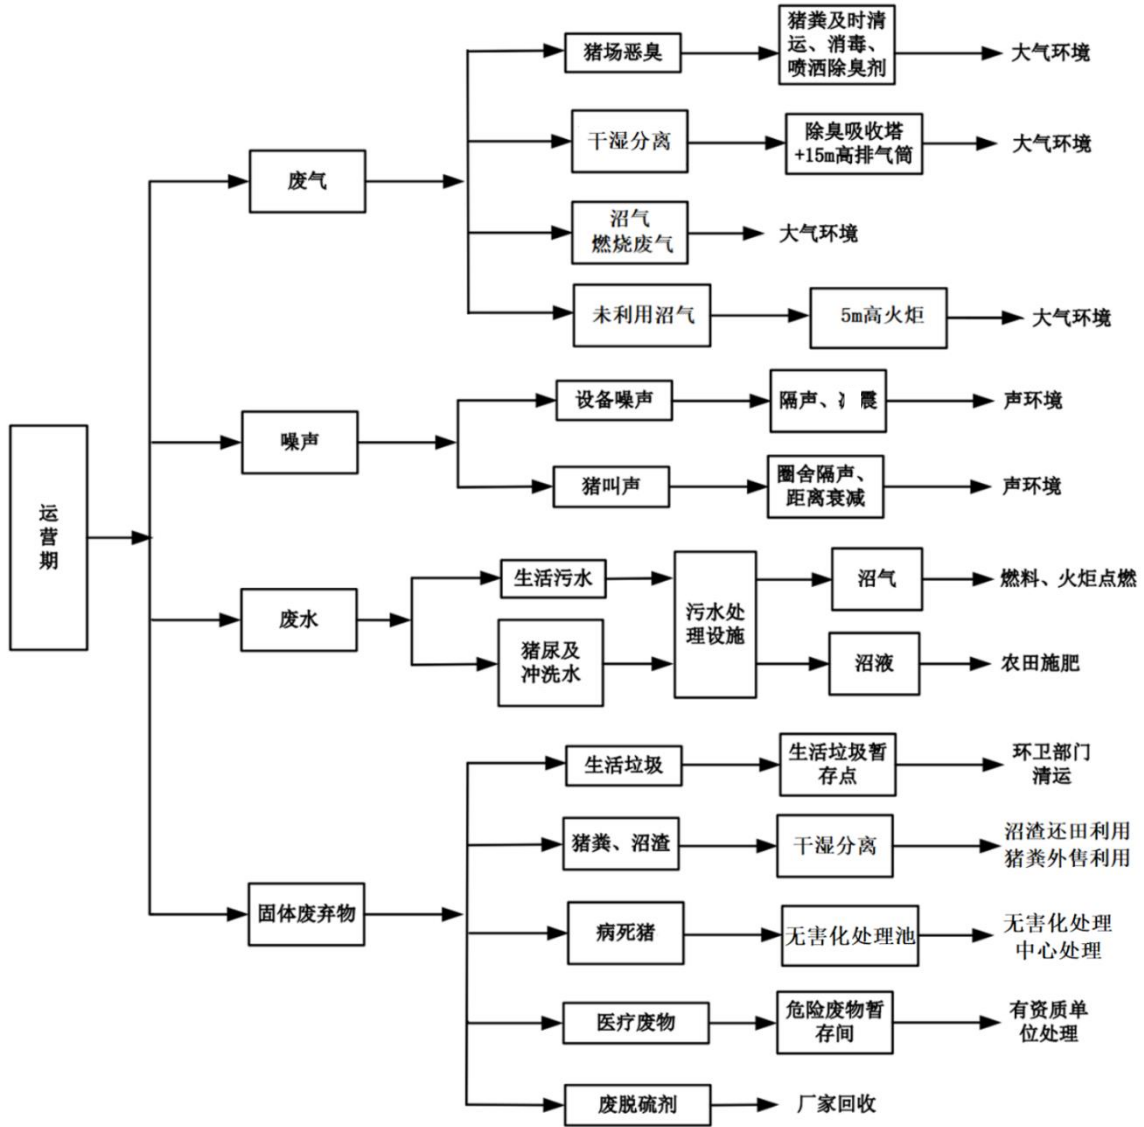 猪场恶臭
猪粪及时清
运、消毒、
喷洒除臭剂
大气环境
干湿分离
除臭吸收塔
+15m高排气筒
大气环境
废气
沼气
燃烧废气
大气环境
未利用沼气
5m高火炬
大气环境
设备噪声
隔声、震
声环境
噪声
猪叫声
圈舍隔声、
距离衰减
声环境
运
营
期
生活污水
沼气
燃料、火炬点燃
废水
污水处
理设施
猪尿及
冲洗水
沼液
农田施肥
生活垃圾
生活垃圾暂
存点
环卫部门
清运
猪粪、沼渣
干湿分离
沼渣还田利用
猪粪外售利用
固体废弃物
病死猪
无害化处理池
无害化处理
中心处理
医疗废物
危险废物暂
存间
有资质单
位处理
废脱硫剂
厂家回收